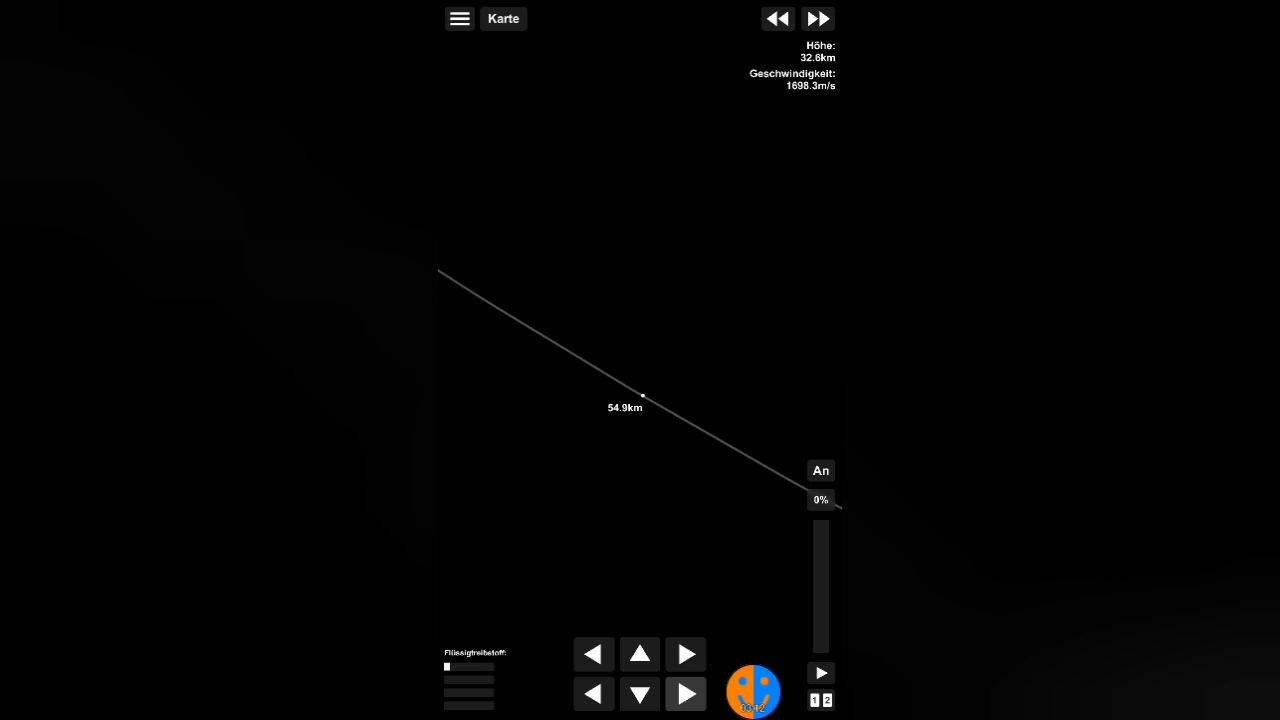 Karte
Höhe:
32.6km
Geschwindigkeit:
1698.3m/s
54.9km
An
0%
Flüssigtreibstoff:
1 2